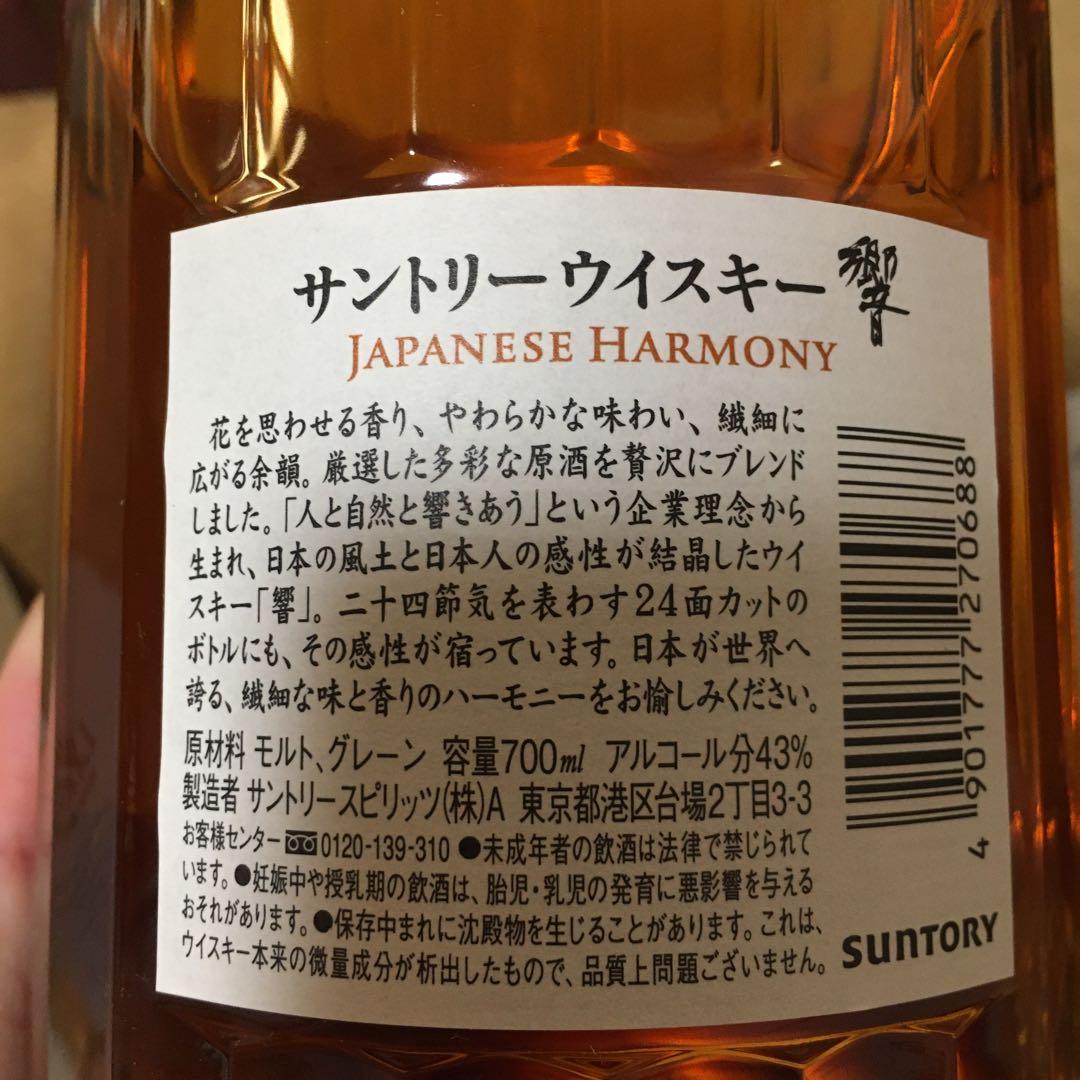 サントリーウイスキー 響
JAPANESE HARMONY
花を思わせる香り、やわらかな味わい、繊細に
広がる余韻。厳選した多彩な原酒を贅沢にブレンド
しました。「人と自然と響きあう」という企業理念から
生まれ、日本の風土と日本人の感性が結晶したウイ
スキー「響」。二十四節気を表わす24面カットの
ボトルにも、その感性が宿っています。日本が世界へ
誇る、繊細な味と香りのハーモニーをお愉しみください。
原材料 モルト、グレーン 容量700ml アルコール分43%
製造者 サントリースピリッツ(株)A 東京都港区台場2丁目3-3
お客様センター 0120-139-310 ●未成年者の飲酒は法律で禁じられて
います。●妊娠中や授乳期の飲酒は、胎児・乳児の発育に悪影響を与える
おそれがあります。●保存中まれに沈殿物を生じることがあります。これは、
ウイスキー本来の微量成分が析出したもので、品質上問題ございません。
4 901777 270688
SUNTORY